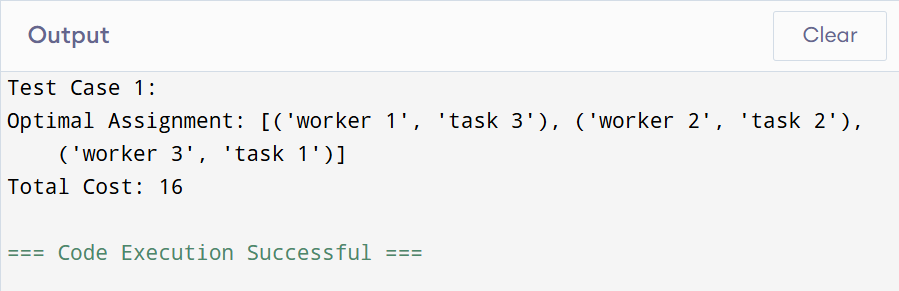 Output
Clear
Test Case 1:
Optimal Assignment: [('worker 1', 'task 3'), ('worker 2', 'task 2'),
    ('worker 3', 'task 1')]
Total Cost: 16
=== Code Execution Successful ===